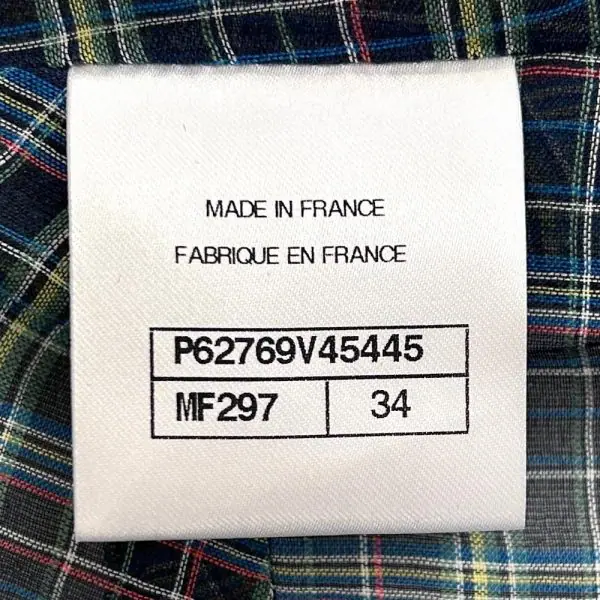 MADE IN FRANCE
FABRIQUE EN FRANCE
P62769V45445
MF297 34